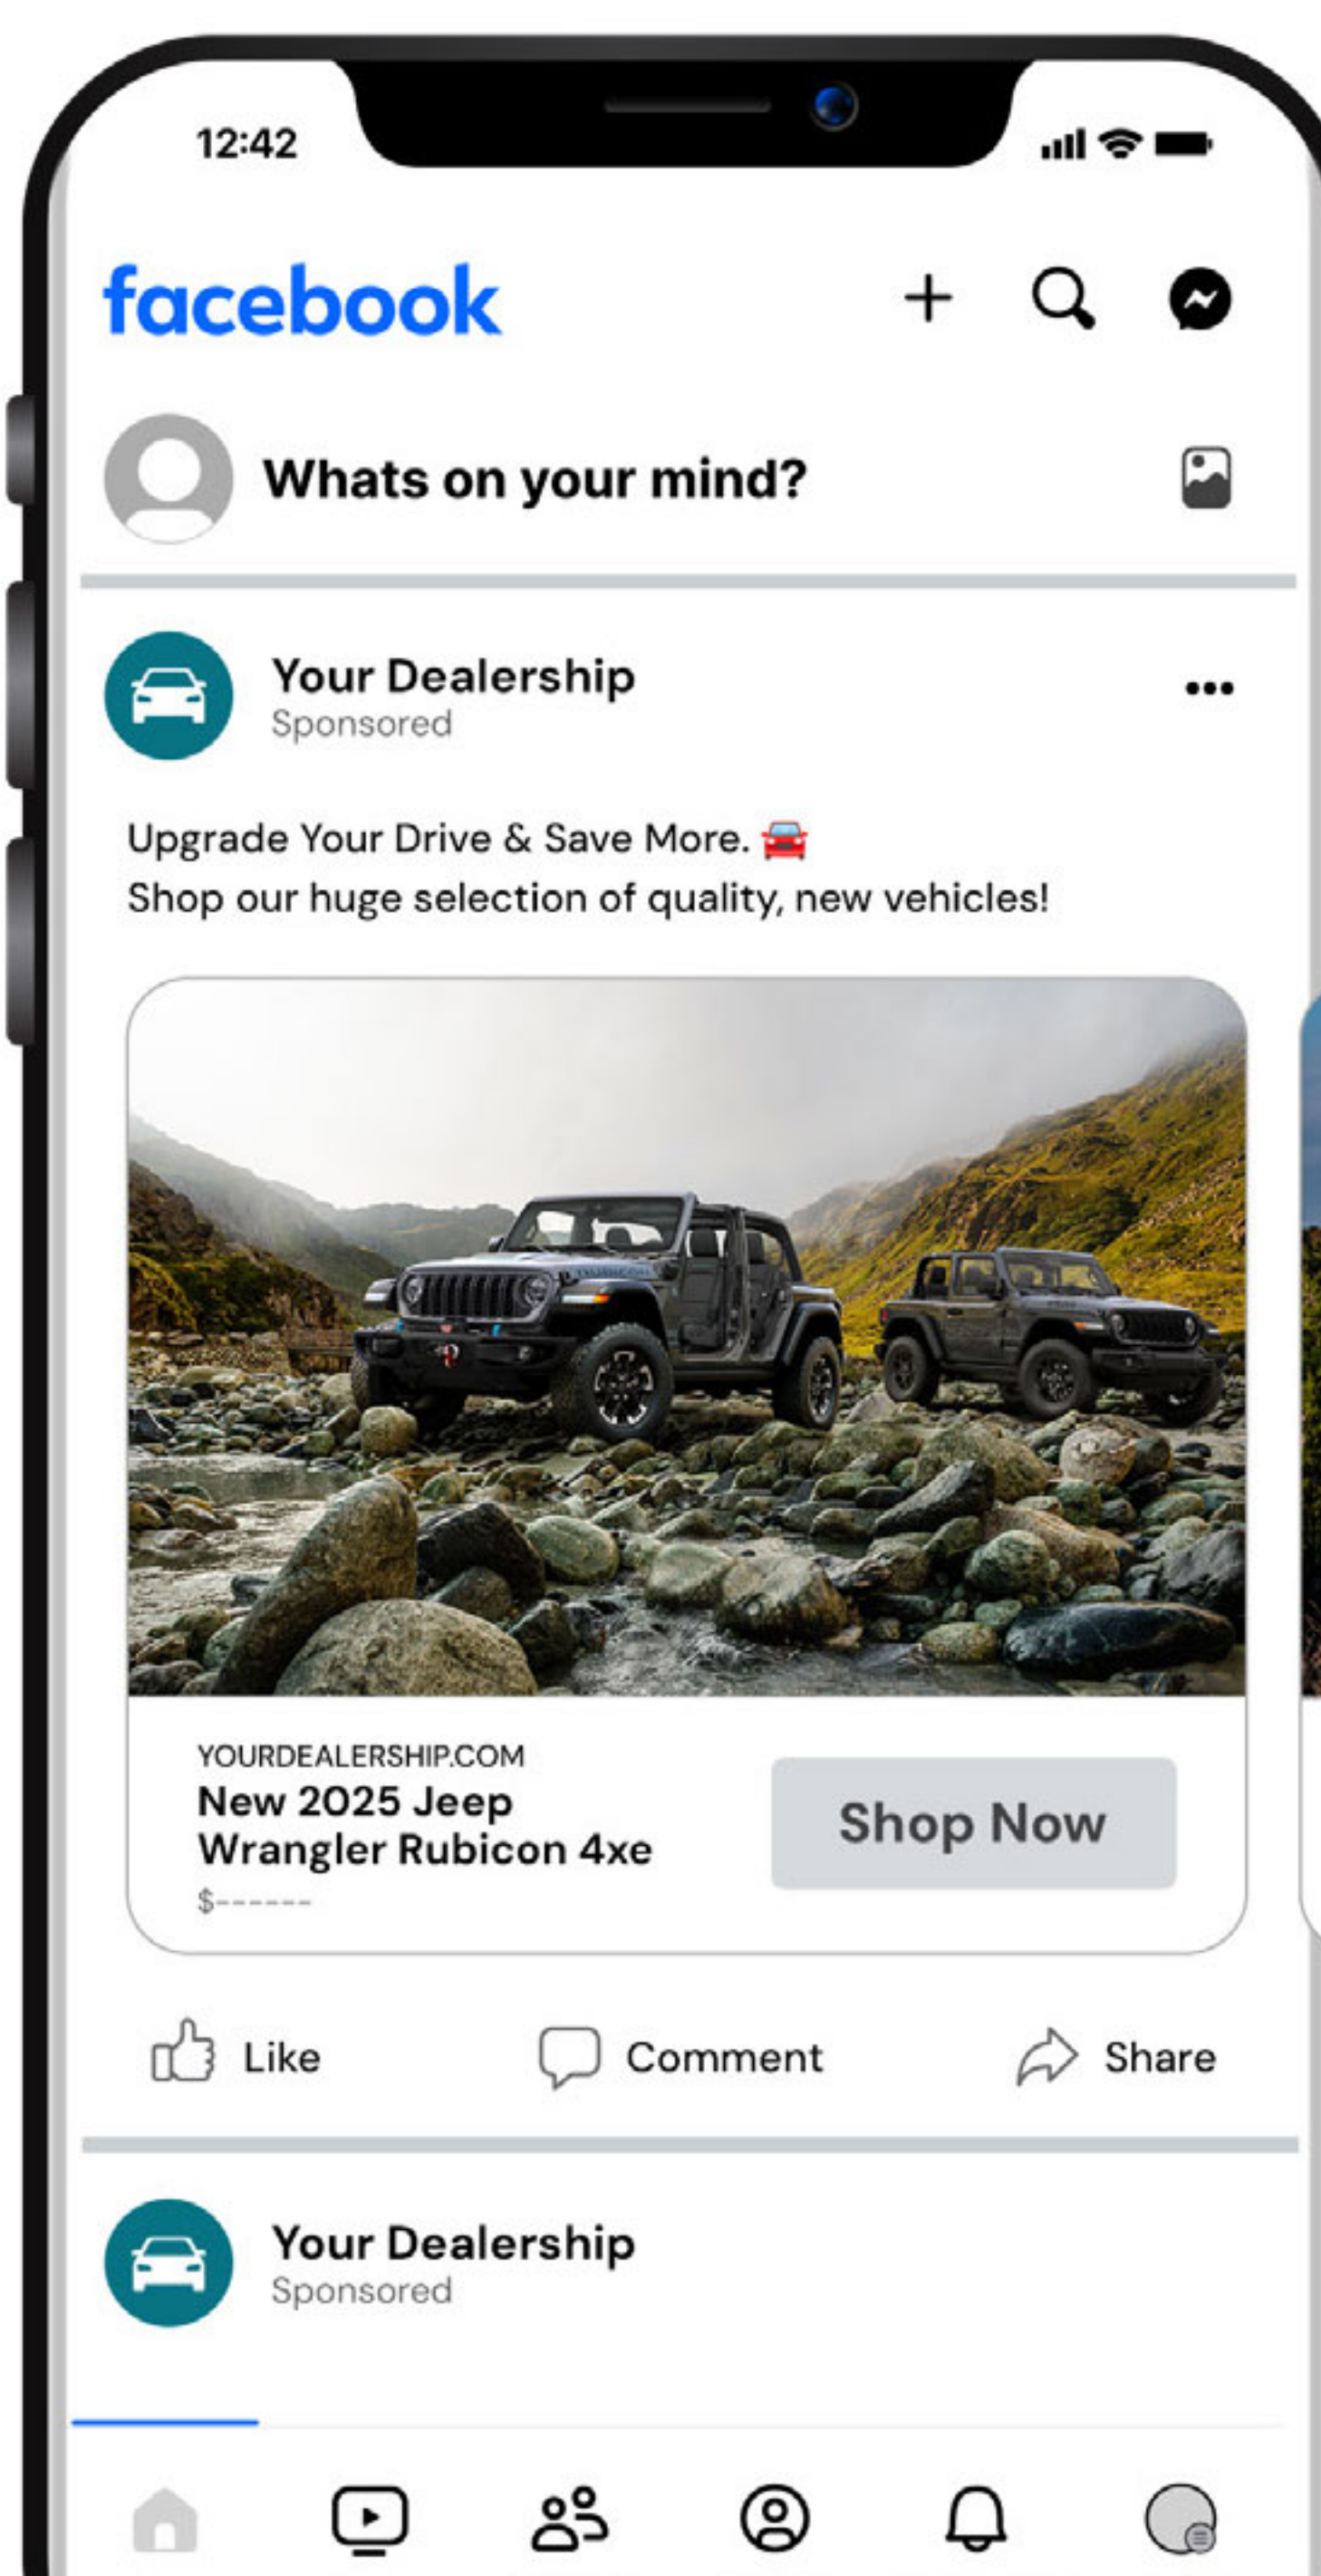 12:42
facebook
Whats on your mind?
Your Dealership
Sponsored
Upgrade Your Drive & Save More. 🚘
Shop our huge selection of quality, new vehicles!
YOURDEALERSHIP.COM
New 2025 Jeep
Wrangler Rubicon 4xe
$------
Shop Now
Like
Comment
Share
Your Dealership
Sponsored